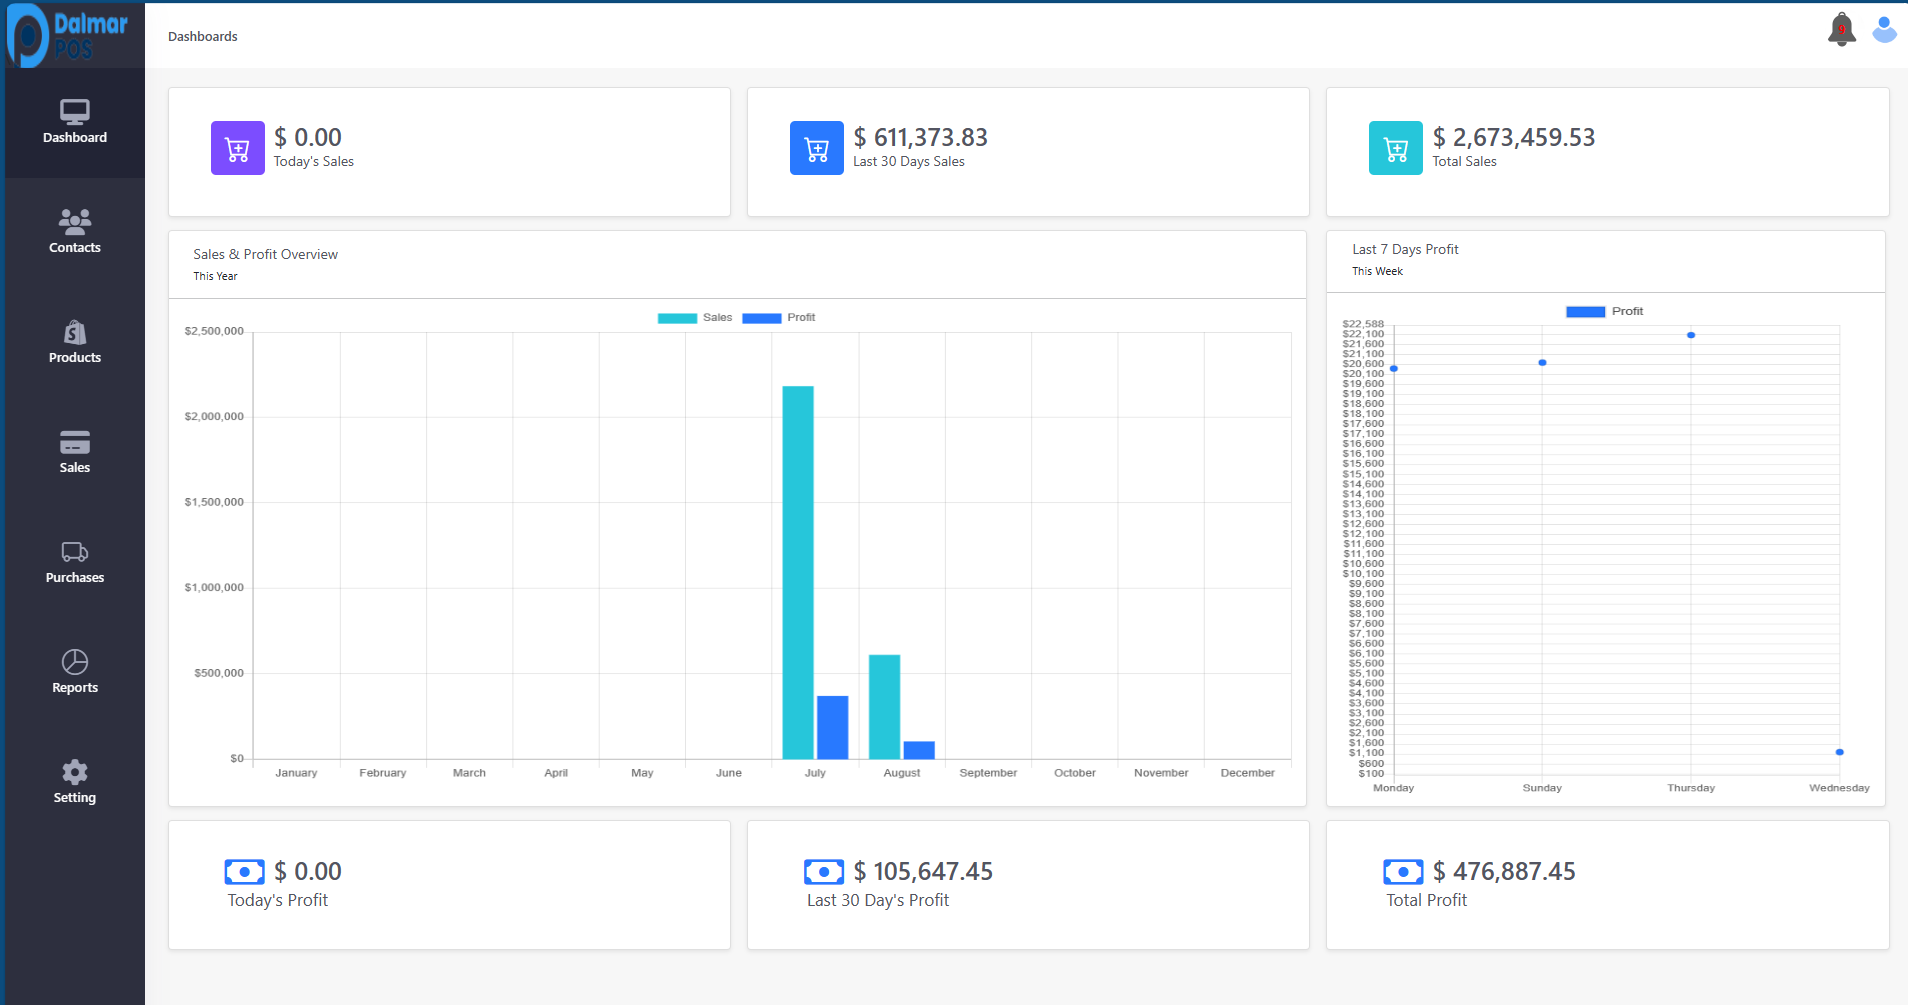 Dalmar
POS
Dashboards
9
Dashboard
Contacts
Products
Sales
Purchases
Reports
Setting
$ 0.00
Today's Sales
$ 611,373.83
Last 30 Days Sales
$ 2,673,459.53
Total Sales
Sales & Profit Overview
This Year
Sales Profit
$2,500,000
$2,000,000
$1,500,000
$1,000,000
$500,000
$0
January February March April May June July August September October November December
Last 7 Days Profit
This Week
Profit
$22,588
$22,100
$21,600
$21,100
$20,600
$20,100
$19,600
$19,100
$18,600
$18,100
$17,600
$17,100
$16,600
$16,100
$15,600
$15,100
$14,600
$14,100
$13,600
$13,100
$12,600
$12,100
$11,600
$11,100
$10,600
$10,100
$9,600
$9,100
$8,600
$8,100
$7,600
$7,100
$6,600
$6,100
$5,600
$5,100
$4,600
$4,100
$3,600
$3,100
$2,600
$2,100
$1,600
$1,100
$600
$100
Monday Sunday Thursday Wednesday
$ 0.00
Today's Profit
$ 105,647.45
Last 30 Day's Profit
$ 476,887.45
Total Profit